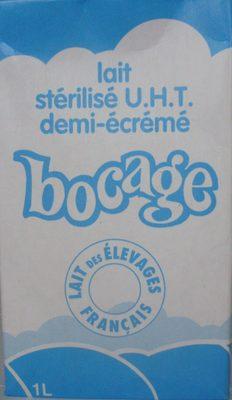 lait
stérilisé U.H.T.
demi-écrémé
bocage
LAIT DES ÉLEVAGES
FRANÇAIS
1L